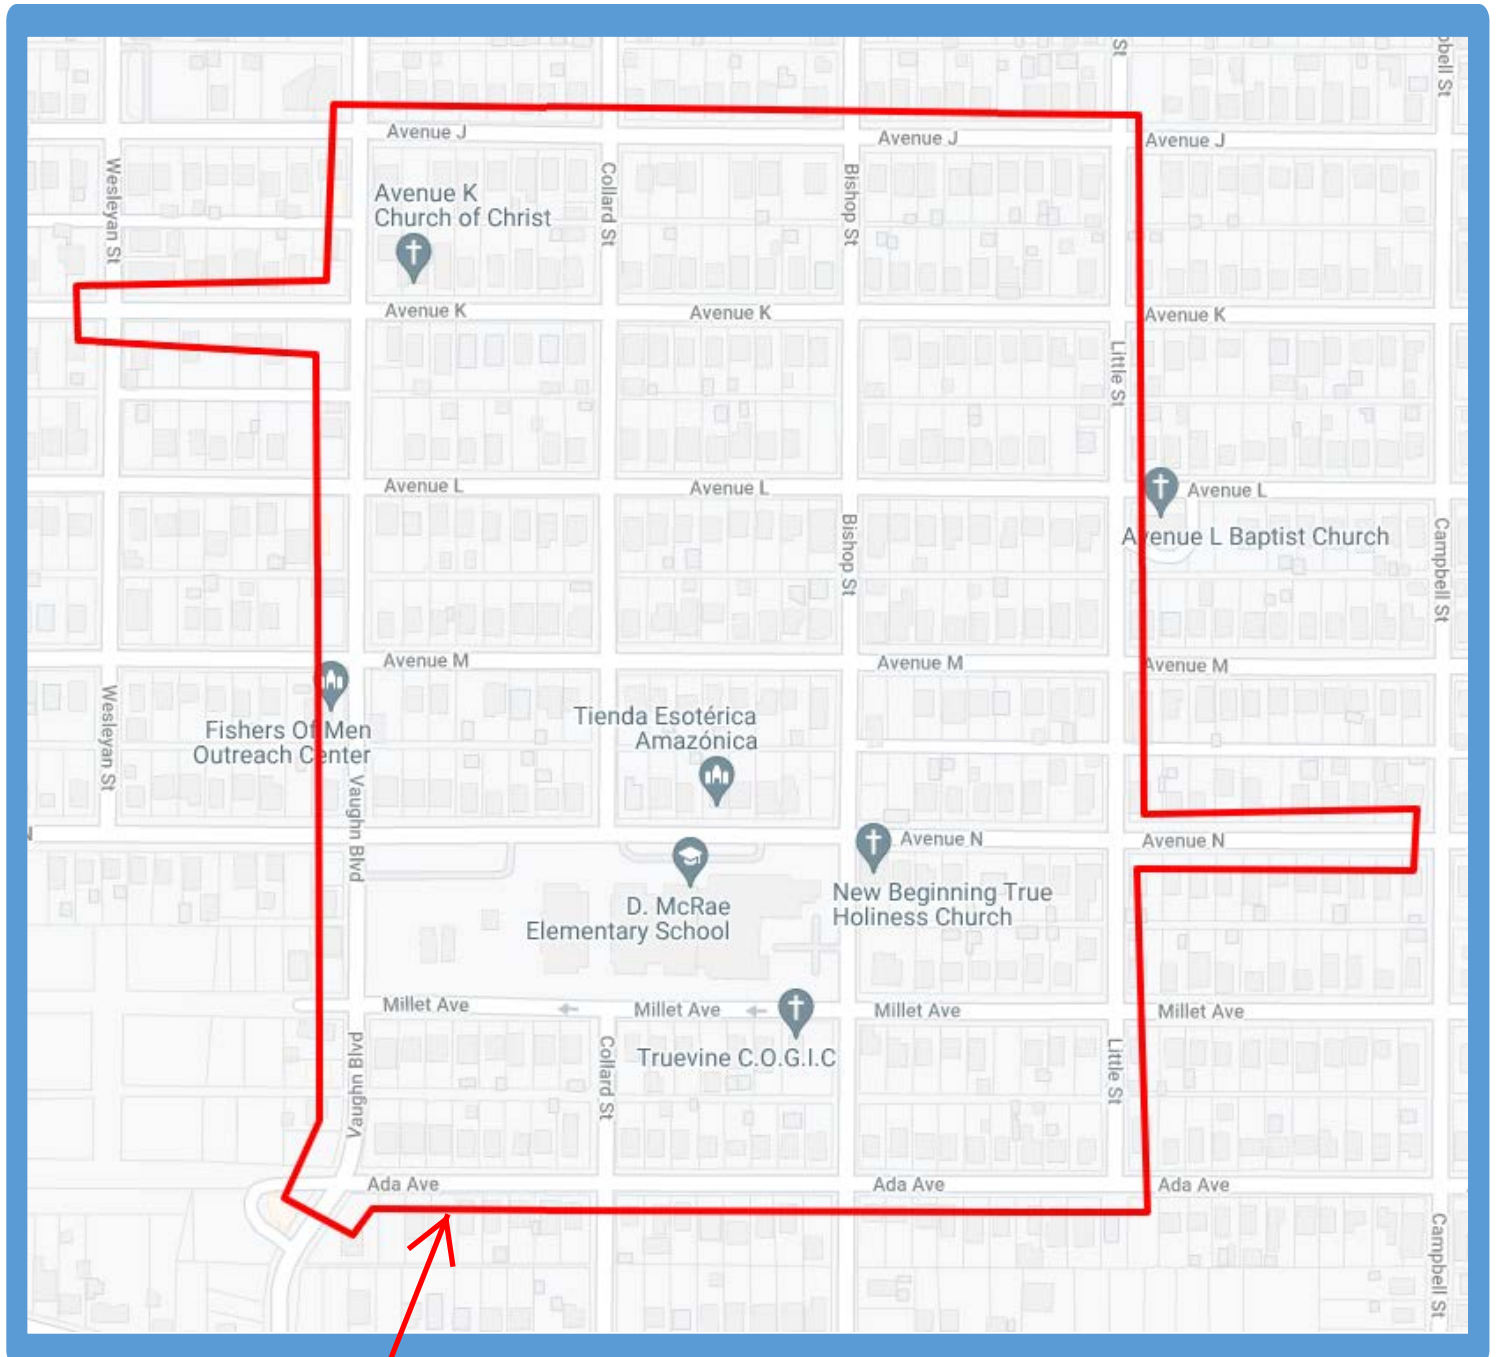 St
Avenue J
Avenue J
Avenue J
Wesleyan St
Collard St
Bishop St
Avenue K
Church of Christ
Avenue K
Avenue K
Avenue K
Little St
Avenue L
Avenue L
Avenue L
Avenue L Baptist Church
Bishop St
Campbell St
Avenue M
Avenue M
Avenue M
Wesleyan St
Fishers Of Men
Outreach Center
Tienda Esotérica
Amazónica
Vaughn Blvd
Avenue N
Avenue N
D. McRae
Elementary School
New Beginning True
Holiness Church
Millet Ave
Millet Ave
Millet Ave
Millet Ave
Truevine C.O.G.I.C
Vaughn Blvd
Collard St
Little St
Ada Ave
Ada Ave
Ada Ave
Campbell St